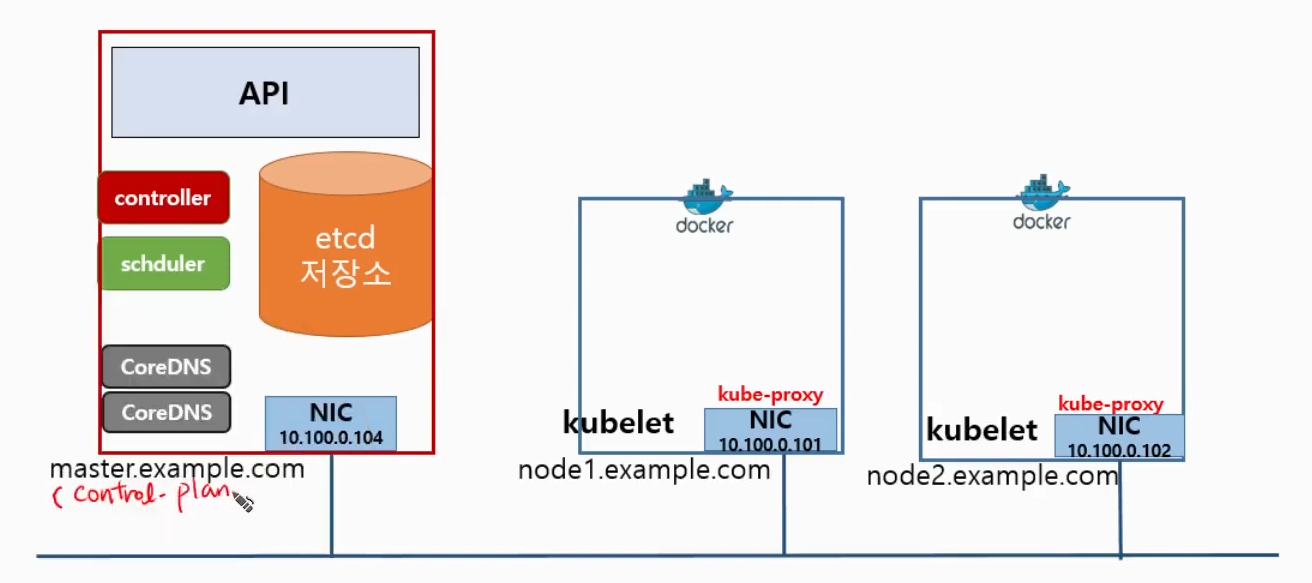 API
controller
schduler
etcd
저장소
CoreDNS
CoreDNS
NIC
10.100.0.104
master.example.com
( control-plan
docker
kube-proxy
kubelet
NIC
10.100.0.101
node1.example.com
docker
kube-proxy
kubelet
NIC
10.100.0.102
node2.example.com